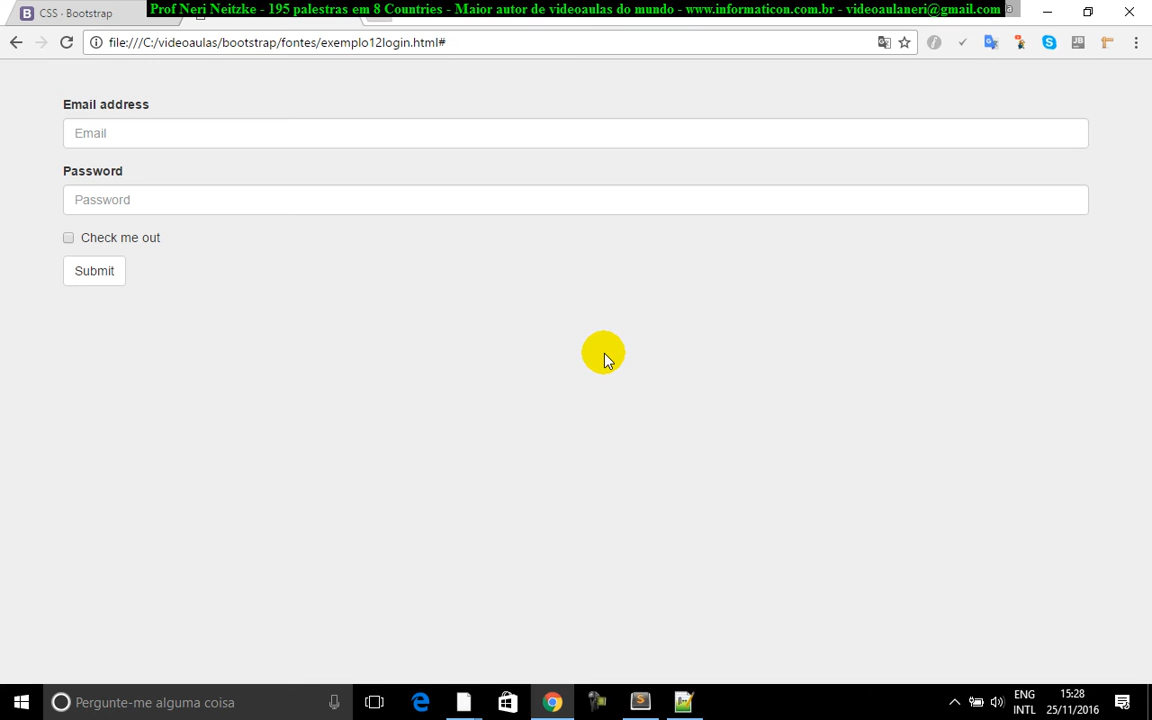 CSS · Bootstrap
Prof Neri Neitzke - 195 palestras em 8 Countries - Maior autor de videoaulas do mundo - www.informaticon.com.br - videoaulaneri@gmail.com
file:///C:/videoaulas/bootstrap/fontes/exemplo12login.html#
Email address
Email
Password
Password
Check me out
Submit
Pergunte-me alguma coisa
ENG
INTL
15:28
25/11/2016